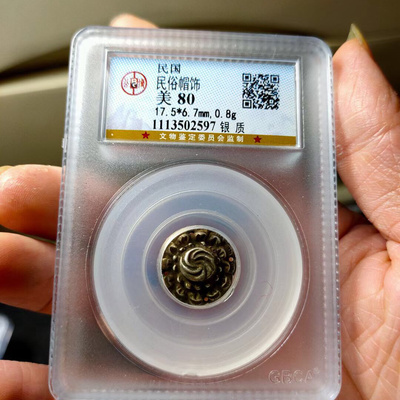 民国
民俗帽饰
美 80
17.5*6.7mm,0.8g
1113502597 银质
★ 文物鉴定委员会监制 ★
GBCA